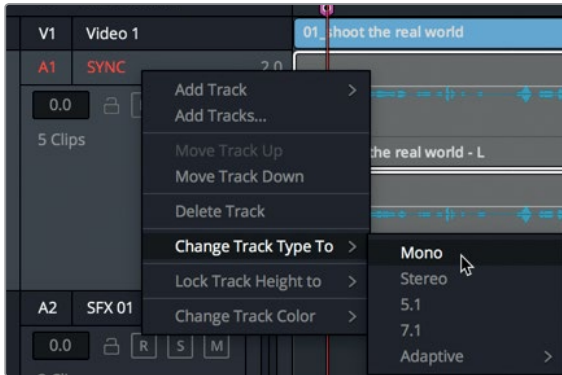 V1 Video 1
01_shoot the real world
A1 SYNC 2.0
0.0
5 Clips
the real world - L
Add Track >
Add Tracks...
Move Track Up
Move Track Down
Delete Track
Change Track Type To >
Lock Track Height to >
Change Track Color >
Mono
Stereo
5.1
7.1
Adaptive >
A2 SFX 01
0.0 R S M